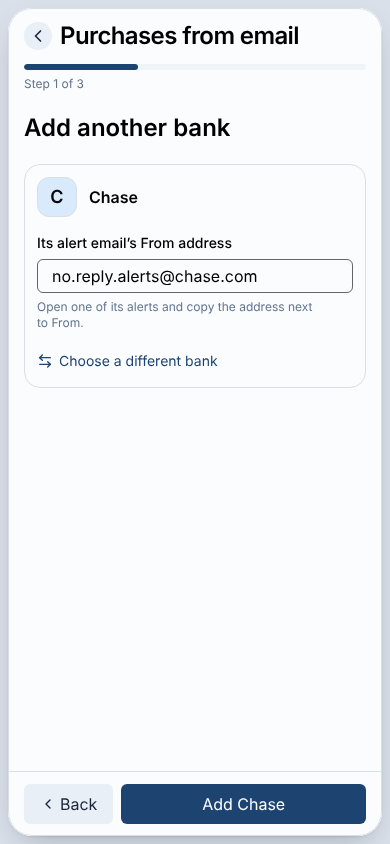 Purchases from email
Step 1 of 3
Add another bank
C
Chase
Its alert email’s From address
no.reply.alerts@chase.com
Open one of its alerts and copy the address next
to From.
Choose a different bank
Back
Add Chase